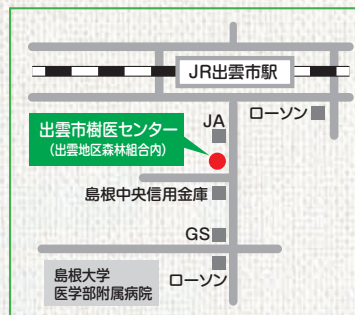 JR出雲市駅
ローソン
JA
出雲市樹医センター
(出雲地区森林組合内)
島根中央信用金庫
GS
島根大学
医学部附属病院
ローソン